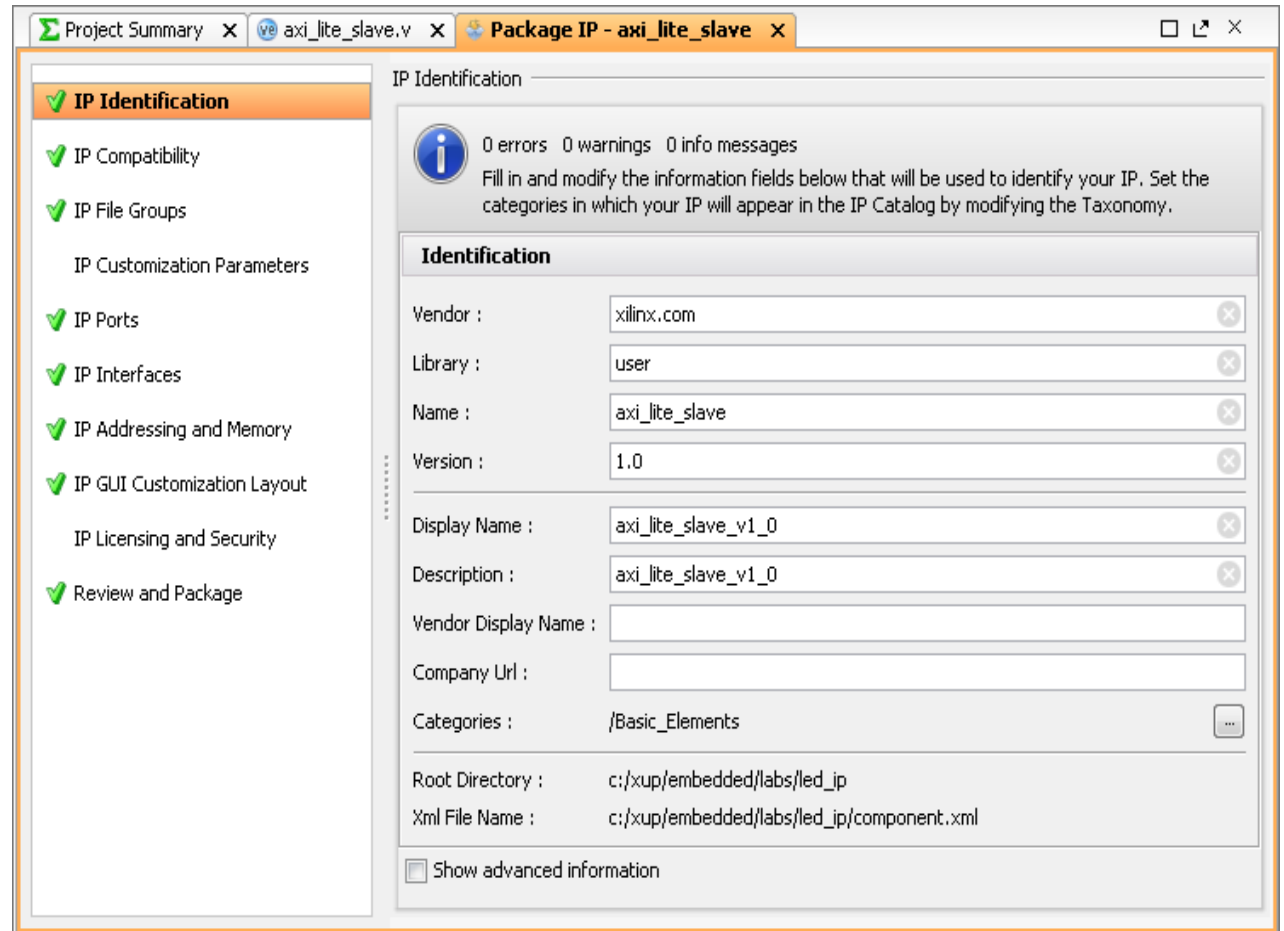 Project Summary X axi_lite_slave.v X Package IP - axi_lite_slave X
IP Identification
IP Compatibility
IP File Groups
IP Customization Parameters
IP Ports
IP Interfaces
IP Addressing and Memory
IP GUI Customization Layout
IP Licensing and Security
Review and Package
IP Identification
0 errors 0 warnings 0 info messages
Fill in and modify the information fields below that will be used to identify your IP. Set the
categories in which your IP will appear in the IP Catalog by modifying the Taxonomy.
Identification
Vendor : xilinx.com
Library : user
Name : axi_lite_slave
Version : 1.0
Display Name : axi_lite_slave_v1_0
Description : axi_lite_slave_v1_0
Vendor Display Name :
Company Url :
Categories : /Basic_Elements ...
Root Directory : c:/xup/embedded/labs/led_ip
Xml File Name : c:/xup/embedded/labs/led_ip/component.xml
Show advanced information